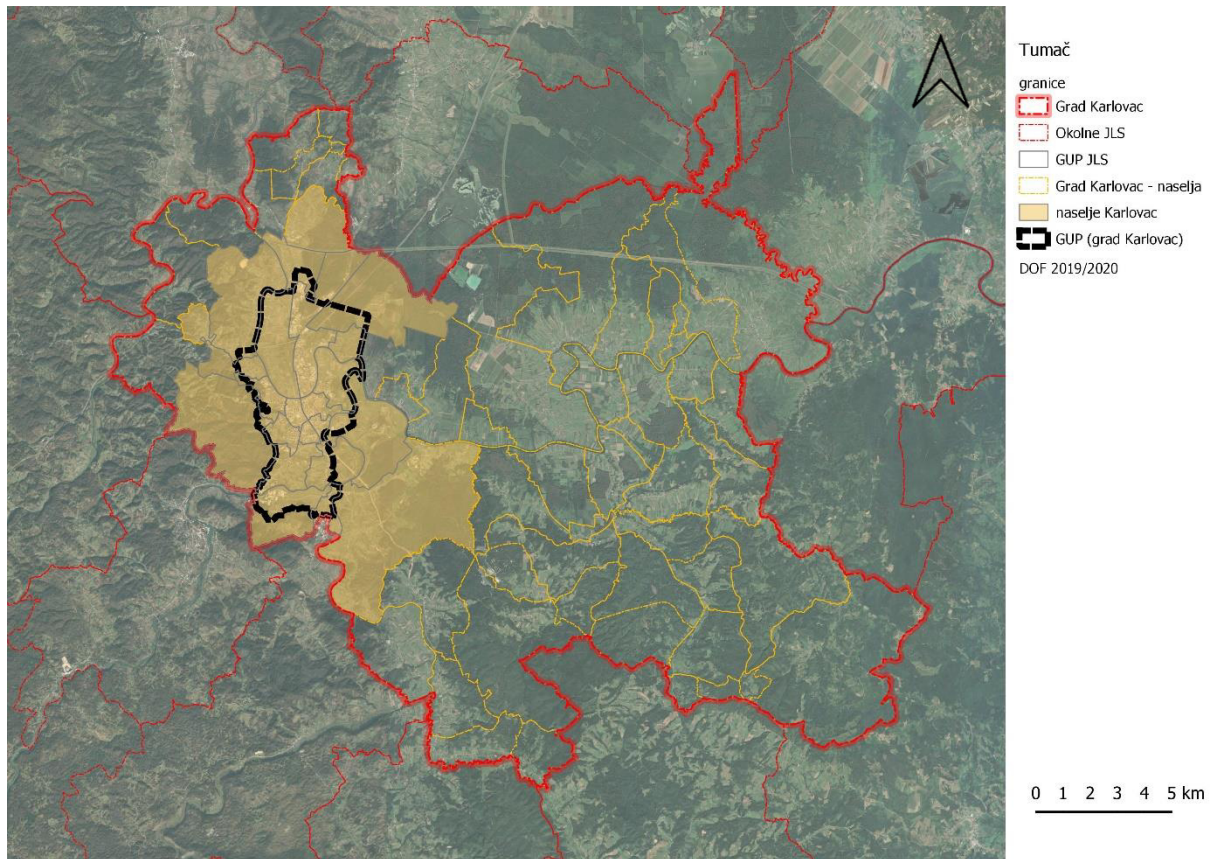 Tumač
granice
Grad Karlovac
Okolne JLS
GUP JLS
Grad Karlovac - naselja
naselje Karlovac
GUP (grad Karlovac)
DOF 2019/2020
0 1 2 3 4 5 km